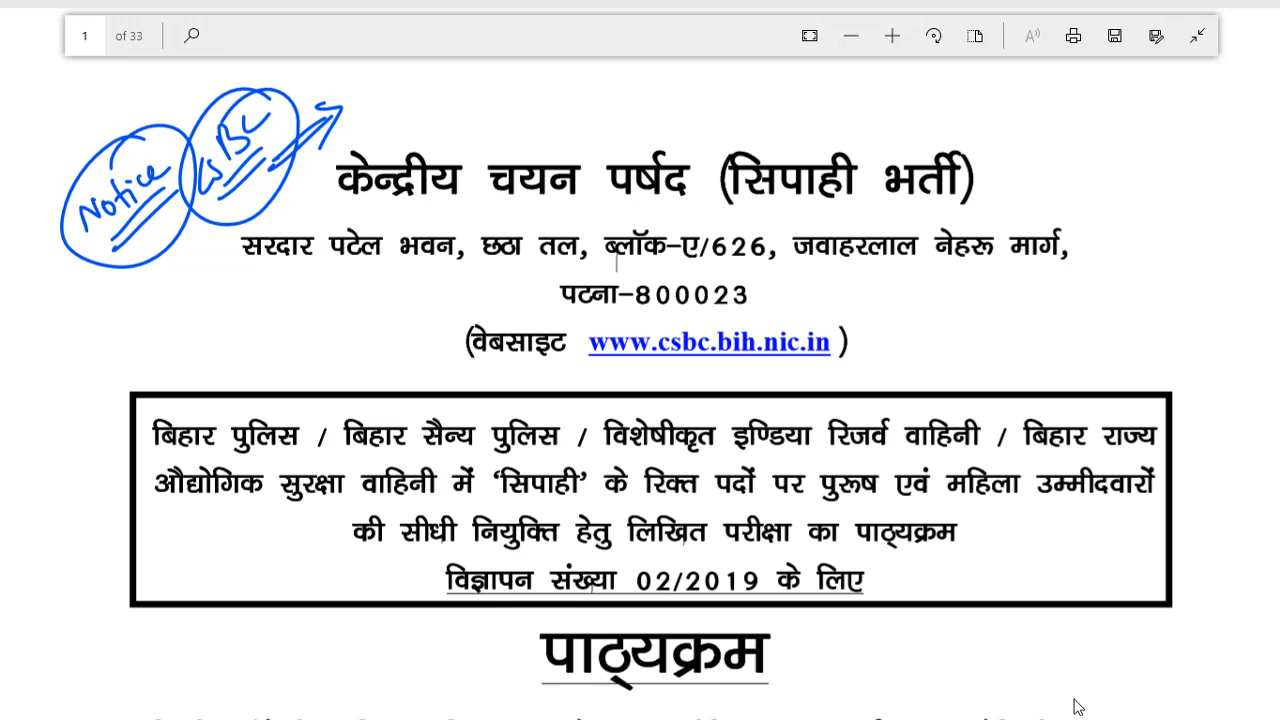 1 of 33
Notice CSBC
केन्द्रीय चयन पर्षद (सिपाही भर्ती)
सरदार पटेल भवन, छठा तल, ब्लॉक-ए/626, जवाहरलाल नेहरू मार्ग,
पटना-800023
(वेबसाइट www.csbc.bih.nic.in )
बिहार पुलिस / बिहार सैन्य पुलिस / विशेषीकृत इण्डिया रिजर्व वाहिनी / बिहार राज्य
औद्योगिक सुरक्षा वाहिनी में 'सिपाही' के रिक्त पदों पर पुरूष एवं महिला उम्मीदवारों
की सीधी नियुक्ति हेतु लिखित परीक्षा का पाठ्यक्रम
विज्ञापन संख्या 02/2019 के लिए
पाठ्यक्रम